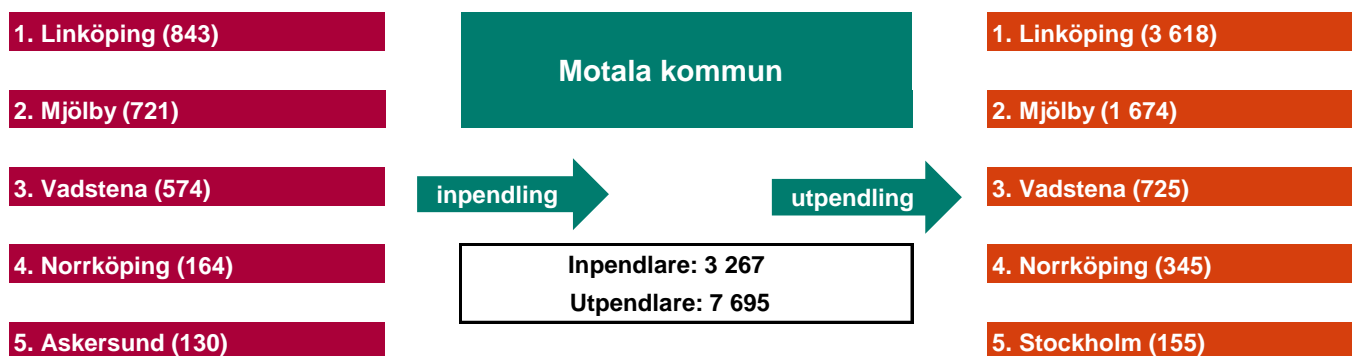 1. Linköping (843)
2. Mjölby (721)
3. Vadstena (574)
4. Norrköping (164)
5. Askersund (130)
Motala kommun
inpendling
utpendling
Inpendlare: 3 267
Utpendlare: 7 695
1. Linköping (3 618)
2. Mjölby (1 674)
3. Vadstena (725)
4. Norrköping (345)
5. Stockholm (155)